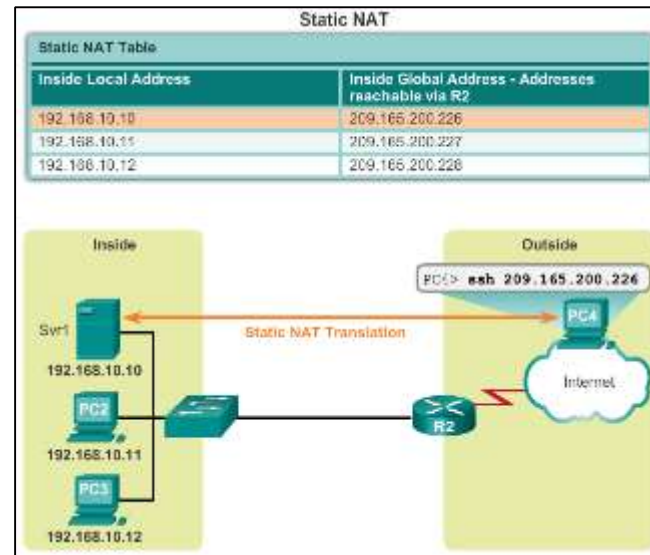 Static NAT
Static NAT Table
Inside Local Address
Inside Global Address - Addresses
reachable via R2
192.168.10.10
209.165.200.226
192.168.10.11
209.165.200.227
192.168.10.12
209.165.200.228
Inside
Outside
PC4> ssh 209.165.200.226
Svr1
PC4
Static NAT Translation
192.168.10.10
Internet
PC2
R2
192.168.10.11
PC3
192.168.10.12